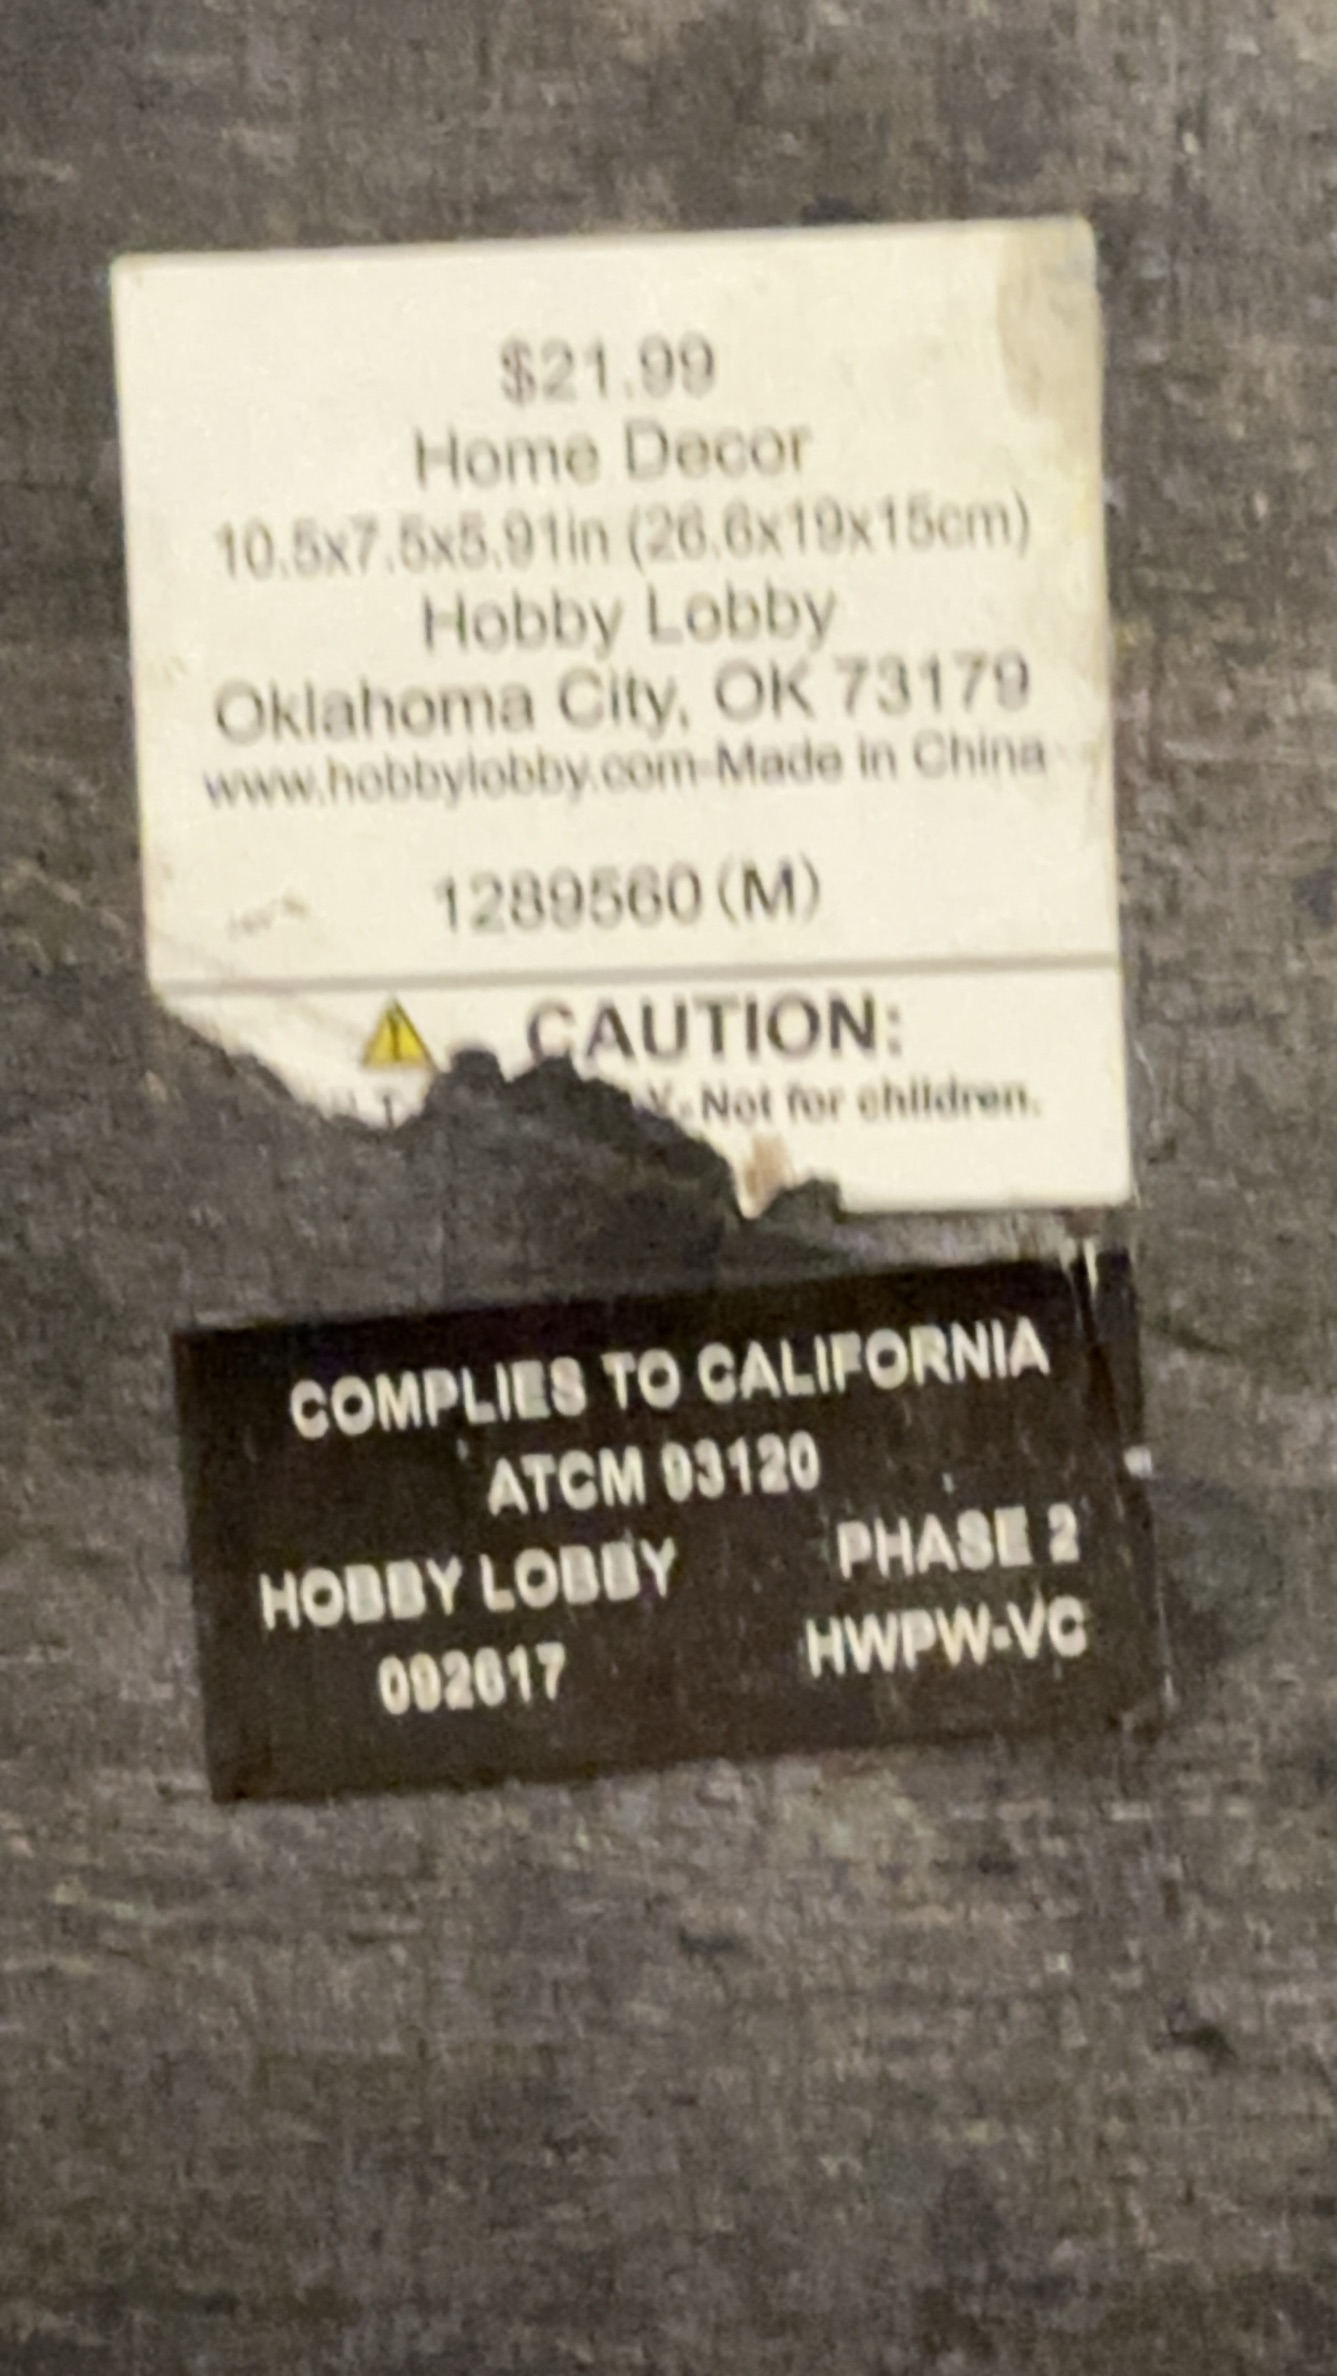 $21.99
Home Decor
10.5x7.5x5.91in (26.6x19x15cm)
Hobby Lobby
Oklahoma City, OK 73179
www.hobbylobby.com-Made in China
1289560(M)
CAUTION:
Not for children.
COMPLIES TO CALIFORNIA
ATCM 93120
HOBBY LOBBY PHASE 2
092617 HWPW-VC